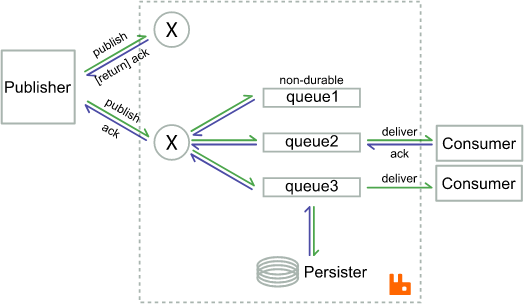 publish
X
[return] ack
Publisher
publish
ack
X
non-durable
queue1
queue2
deliver
ack
Consumer
queue3
deliver
Consumer
Persister